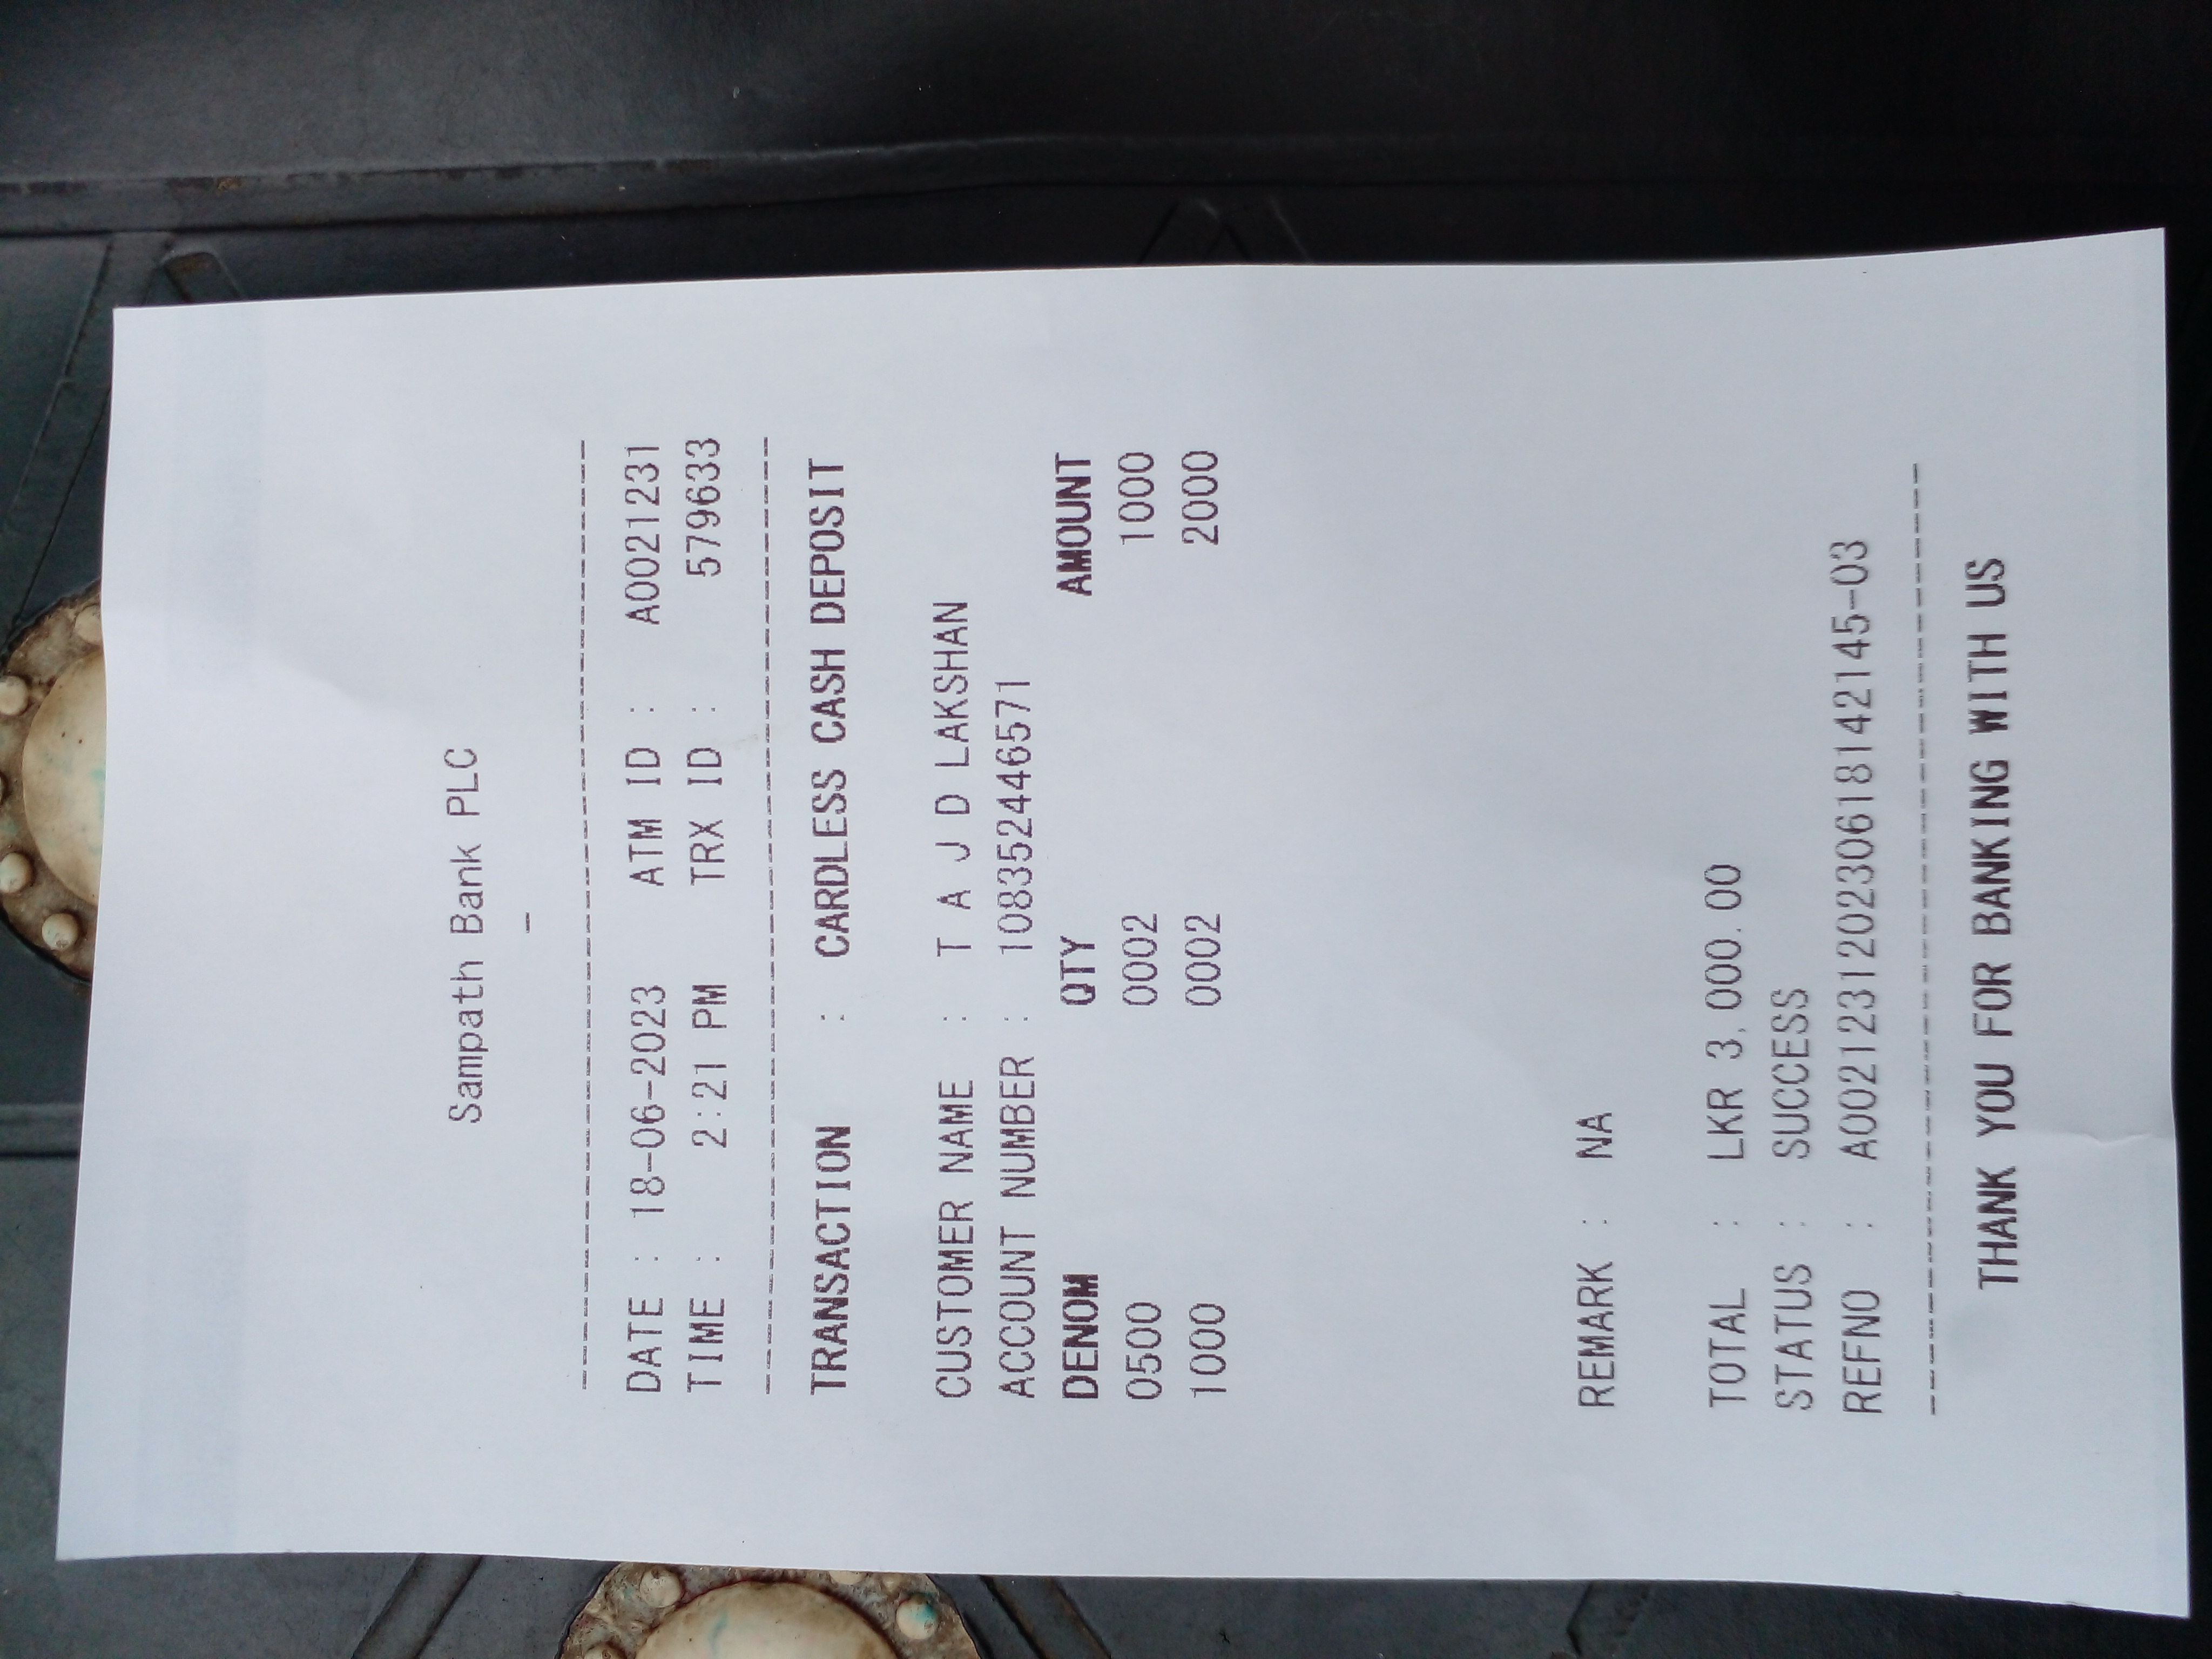 Sampath Bank PLC
-
------------------------------------------------
DATE : 18-06-2023 ATM ID : A0021231
TIME : 2:21 PM TRX ID : 579633
------------------------------------------------
TRANSACTION : CARDLESS CASH DEPOSIT
CUSTOMER NAME : T A J D LAKSHAN
ACCOUNT NUMBER : 108352446571
DENOM QTY AMOUNT
0500 0002 1000
1000 0002 2000
REMARK : NA
TOTAL : LKR 3,000.00
STATUS : SUCCESS
REFNO : A002123120230618142145-03
------------------------------------------------
THANK YOU FOR BANKING WITH US